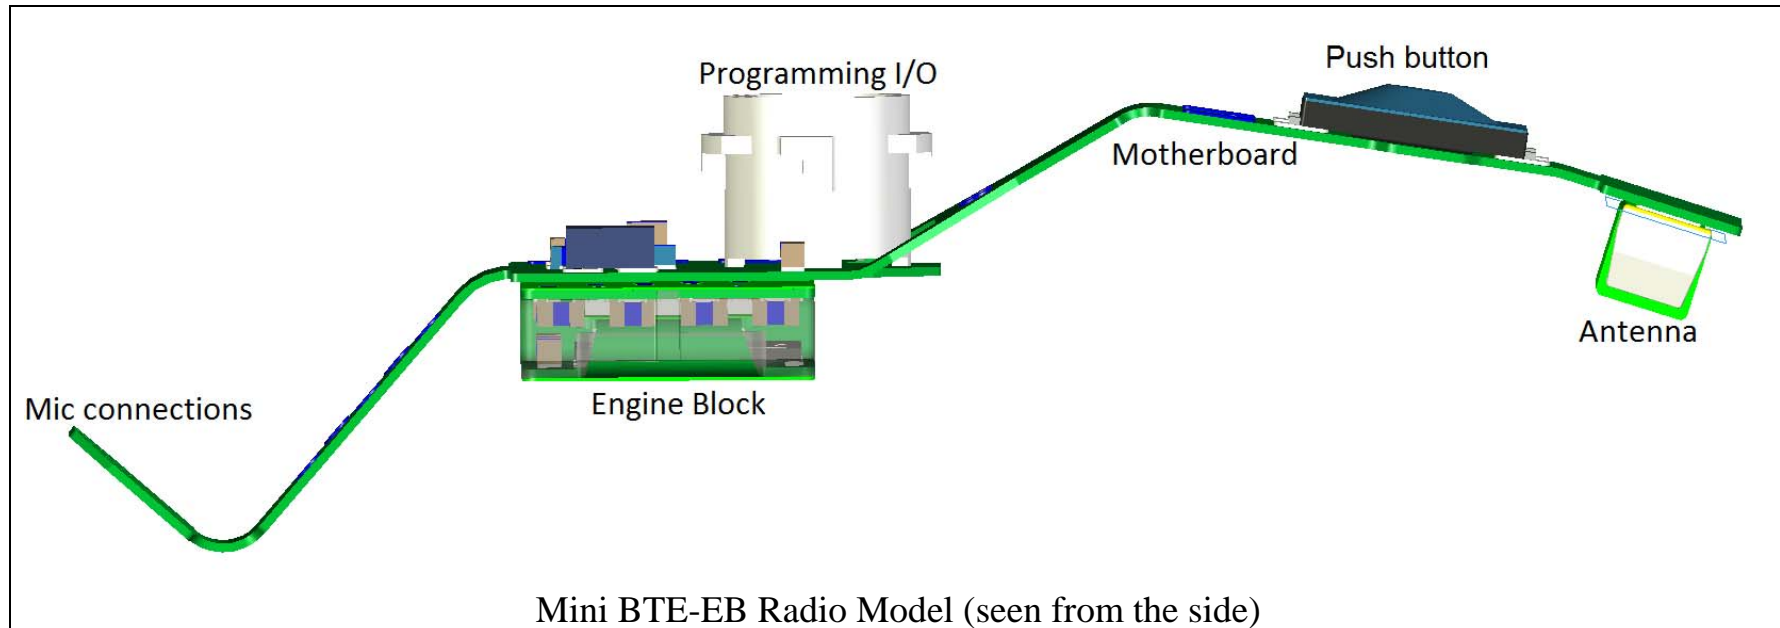 Push button
Programming I/O
Motherboard
Antenna
Mic connections
Engine Block
Mini BTE-EB Radio Model (seen from the side)